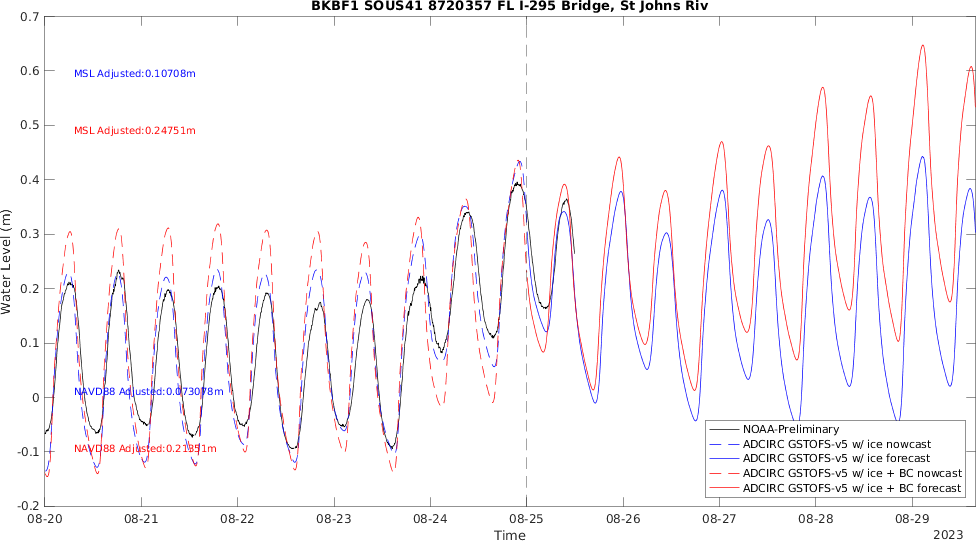 BKBF1 SOUS41 8720357 FL I-295 Bridge, St Johns Riv
0.7
0.6
0.5
0.4
0.3
0.2
0.1
0
-0.1
-0.2
Water Level (m)
MSL Adjusted:0.10708m
MSL Adjusted:0.24751m
NAVD88 Adjusted:0.073078m
NAVD88 Adjusted:0.21351m
NOAA-Preliminary
ADCIRC GSTOFS-v5 w/ ice nowcast
ADCIRC GSTOFS-v5 w/ ice forecast
ADCIRC GSTOFS-v5 w/ ice + BC nowcast
ADCIRC GSTOFS-v5 w/ ice + BC forecast
08-20 08-21 08-22 08-23 08-24 08-25 08-26 08-27 08-28 08-29
Time
2023